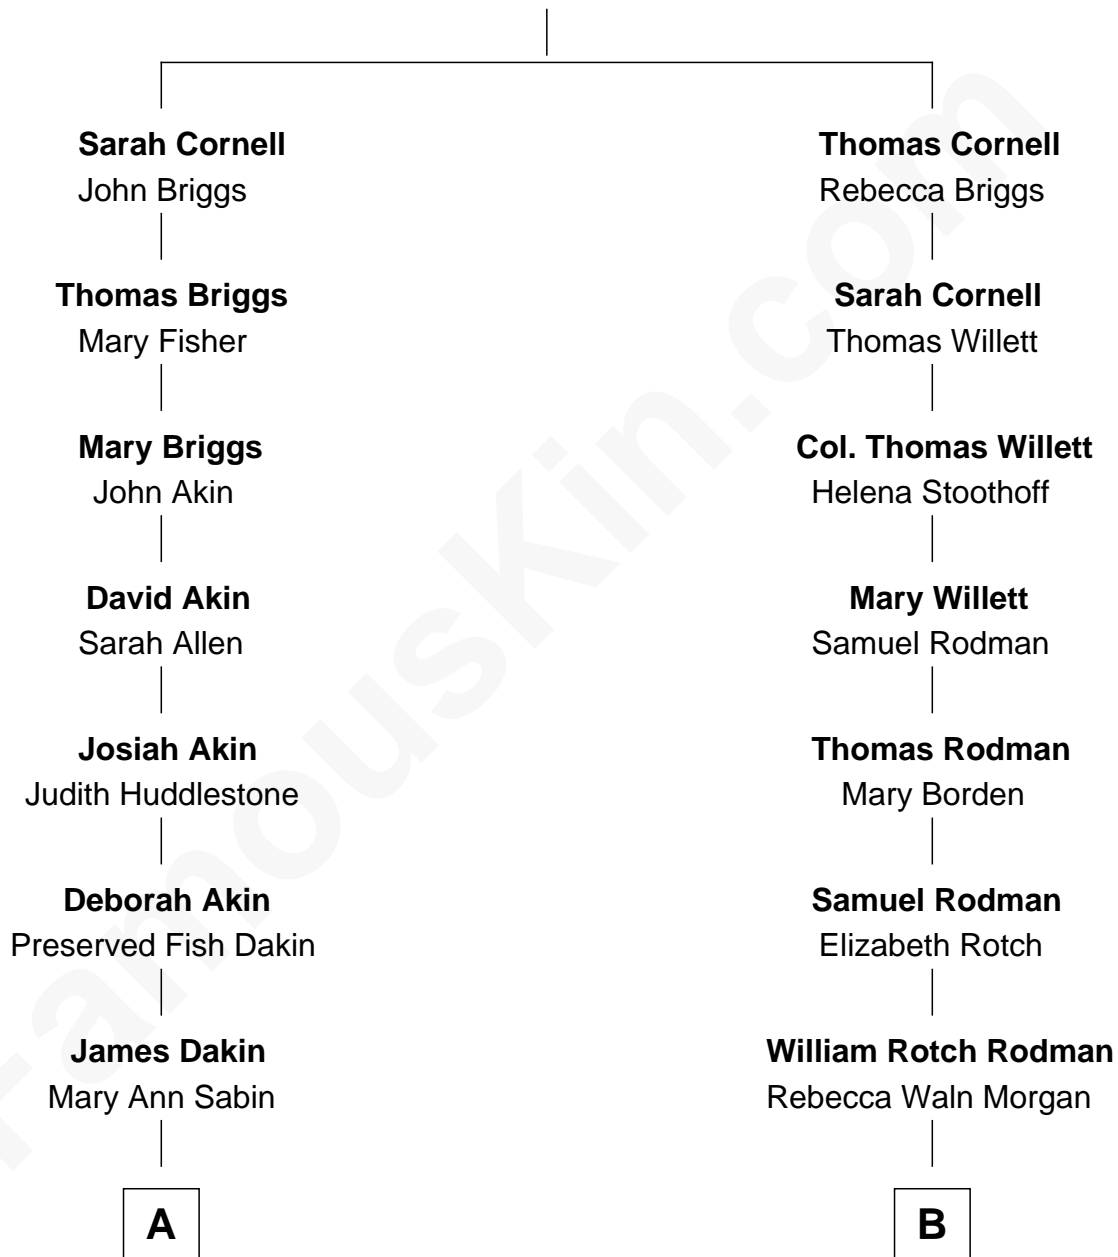 Sarah Cornell
John Briggs
Thomas Briggs
Mary Fisher
Mary Briggs
John Akin
David Akin
Sarah Allen
Josiah Akin
Judith Huddlestone
Deborah Akin
Preserved Fish Dakin
James Dakin
Mary Ann Sabin
A
Thomas Cornell
Rebecca Briggs
Sarah Cornell
Thomas Willett
Col. Thomas Willett
Helena Stoothoff
Mary Willett
Samuel Rodman
Thomas Rodman
Mary Borden
Samuel Rodman
Elizabeth Rotch
William Rotch Rodman
Rebecca Waln Morgan
B
FamousKin.com